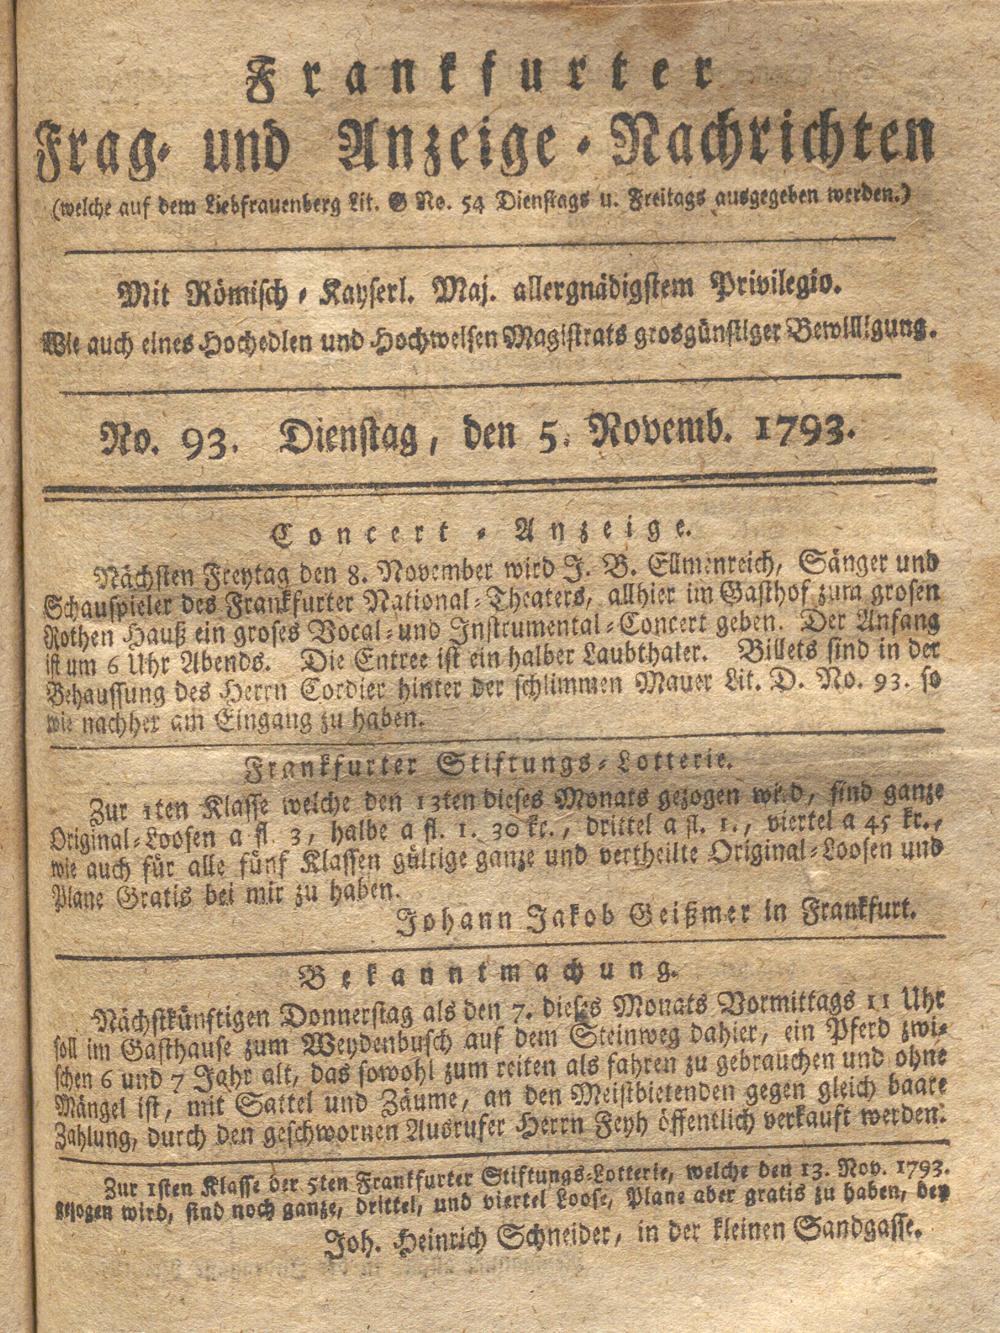 Frankfurter
Frag- und Anzeige-Nachrichten
(welche auf dem Liebfrauenberg Lit. G No. 54 Dienstags u. Freitags ausgegeben werden.)
Mit Römisch-Kayserl. Maj. allergnädigstem Privilegio.
Wie auch eines Hochedlen und Hochweisen Magistrats grosgünstiger Bewilligung.
No. 93. Dienstag, den 5. Novemb. 1793.
Concert-Anzeige.
Nächsten Freytag den 8. November wird J. B. Ellmenreich, Sänger und
Schauspieler des Frankfurter National-Theaters, allhier im Gasthof zum grosen
Rothen Hauß ein groses Vocal- und Instrumental-Concert geben. Der Anfang
ist um 6 Uhr Abends. Die Entree ist ein halber Laubthaler. Billets sind in der
Behaussung des Herrn Cordier hinter der schlimmen Mauer Lit. D. No. 93. so
wie nachher am Eingang zu haben.
Frankfurter Stiftungs-Lotterie.
Zur 1ten Klasse welche den 13ten dieses Monats gezogen wird, sind ganze
Original-Loosen a fl. 3, halbe a fl. 1. 30 kr., drittel a fl. 1., viertel a 45 kr.,
wie auch für alle fünf Klassen gültige ganze und vertheilte Original-Loosen und
Plane Gratis bei mir zu haben.
Johann Jakob Geißmer in Frankfurt.
Bekanntmachung.
Nächstkünftigen Donnerstag als den 7. dieses Monats Vormittags 11 Uhr
soll im Gasthause zum Weydenbusch auf dem Steinweg dahier, ein Pferd zwi-
schen 6 und 7 Jahr alt, das sowohl zum reiten als fahren zu gebrauchen und ohne
Mängel ist, mit Sattel und Zäume, an den Meistbietenden gegen gleich baare
Zahlung, durch den geschwornen Ausrufer Herrn Feyh öffentlich verkauft werden.
Zur 1sten Klasse der 5ten Frankfurter Stiftungs-Lotterie, welche den 13. Nov. 1793.
gezogen wird, sind noch ganze, drittel, und viertel Loose, Plane aber gratis zu haben, bey
Joh. Heinrich Schneider, in der kleinen Sandgasse.